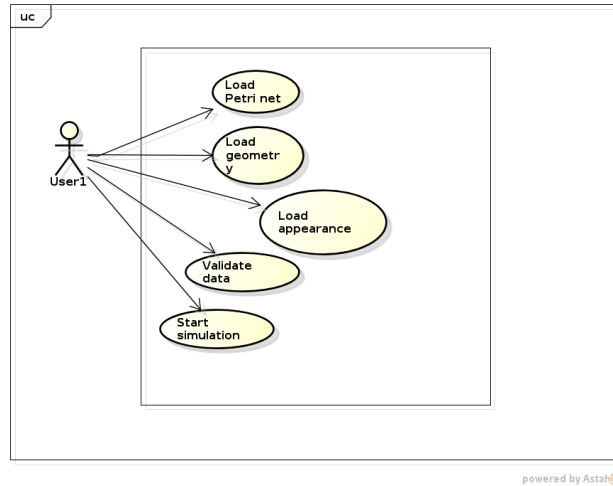 uc
Load
Petri net
Load
geometr
y
User1
Load
appearance
Validate
data
Start
simulation
powered by Astah